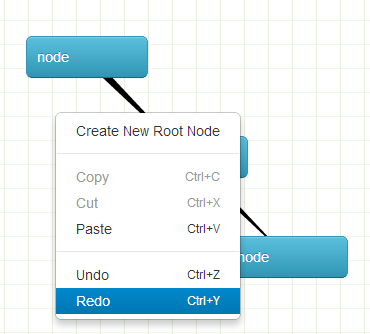 node
Create New Root Node
Copy Ctrl+C
Cut Ctrl+X
Paste Ctrl+V
node
Undo Ctrl+Z
Redo Ctrl+Y